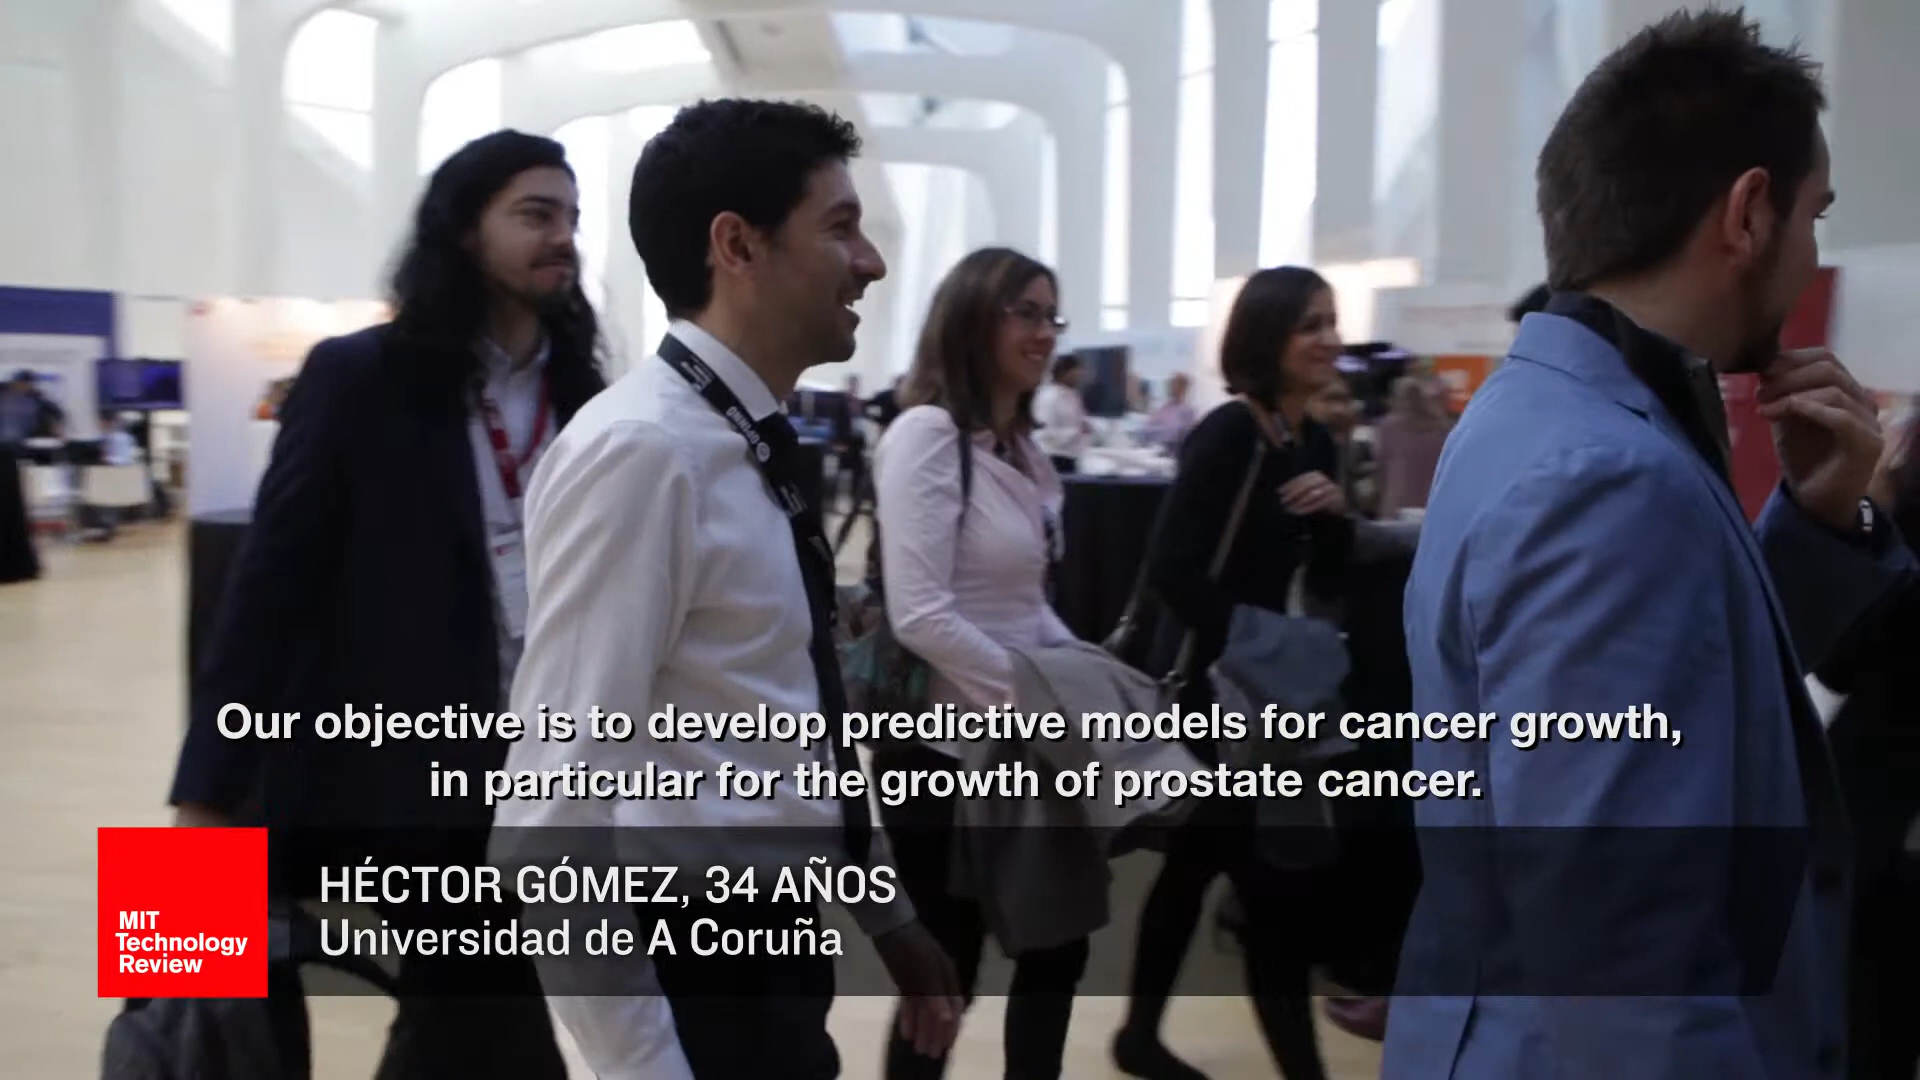 Our objective is to develop predictive models for cancer growth,
in particular for the growth of prostate cancer.
HÉCTOR GÓMEZ, 34 AÑOS
Universidad de A Coruña
MIT
Technology
Review